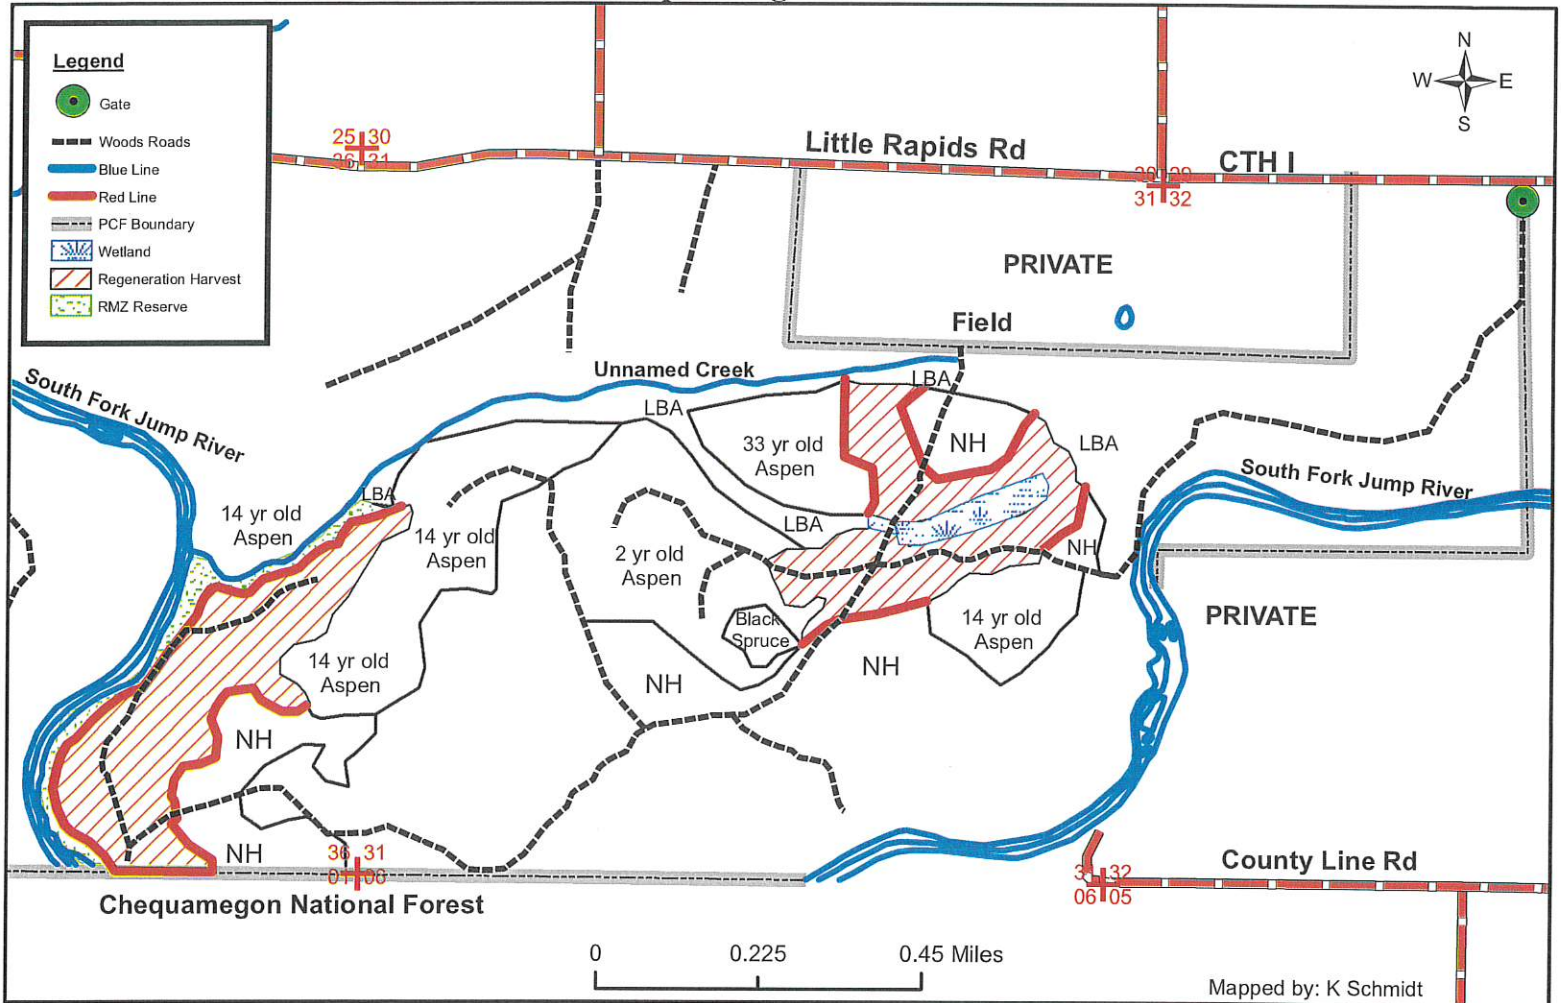 Legend
Gate
Woods Roads
Blue Line
Red Line
PCF Boundary
Wetland
Regeneration Harvest
RMZ Reserve
N
W E
S
25 30
36 31
Little Rapids Rd
CTH I
31 32
PRIVATE
Field
Unnamed Creek
South Fork Jump River
LBA
LBA
33 yr old
Aspen
NH
LBA
South Fork Jump River
LBA
14 yr old
Aspen
14 yr old
Aspen
LBA
2 yr old
Aspen
NH
Black
Spruce
14 yr old
Aspen
PRIVATE
14 yr old
Aspen
NH
NH
NH
NH
36 31
01 06
31 32
06 05
County Line Rd
Chequamegon National Forest
0 0.225 0.45 Miles
Mapped by: K Schmidt